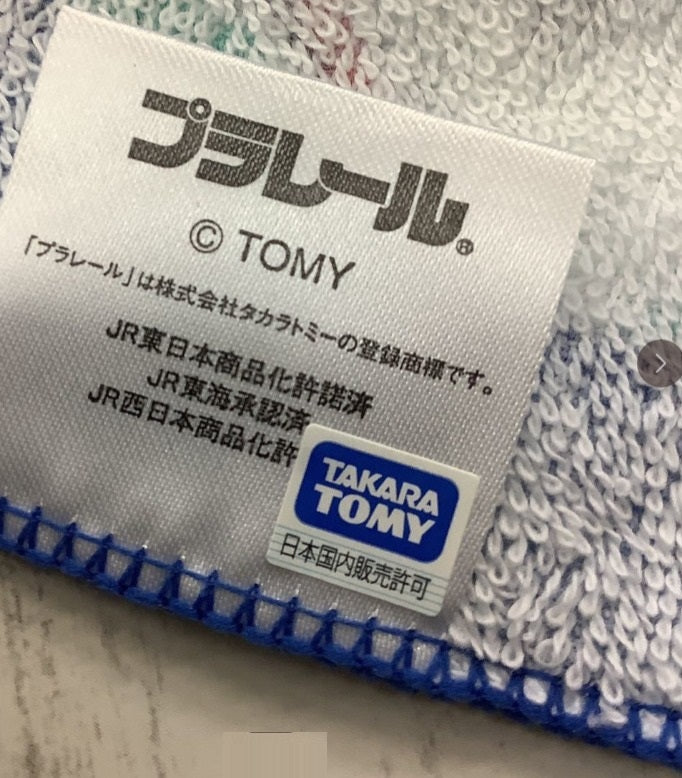 プラレール®
© TOMY
「プラレール」は株式会社タカラトミーの登録商標です。
JR東日本商品化許諾済
JR東海承認済
JR西日本商品化許
TAKARA
TOMY
日本国内販売許可